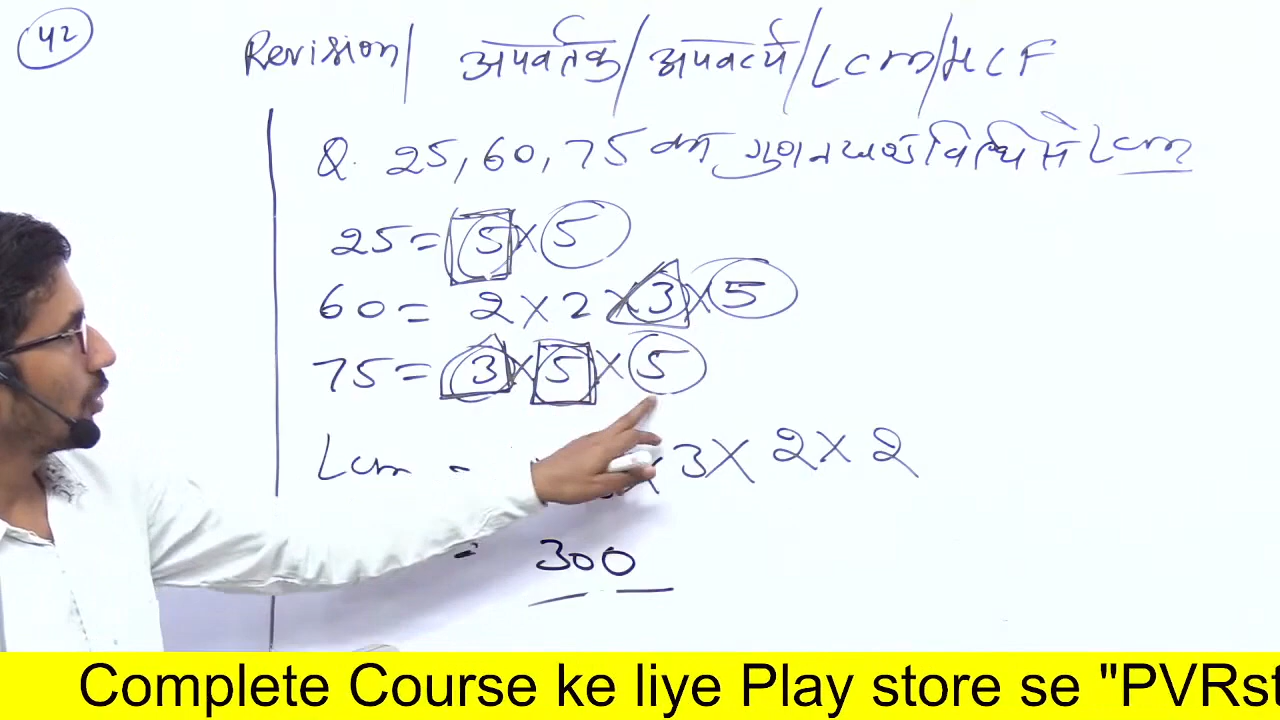 42
Revision/ अपवर्तक/अपवर्त्य/Lcm/HCF
Q. 25,60,75 का गुणनखण्ड विधि से Lcm
25= 5×5
60= 2×2×3×5
75= 3×5×5
Lcm = ×3×2×2
= 300
Complete Course ke liye Play store se "PVRst